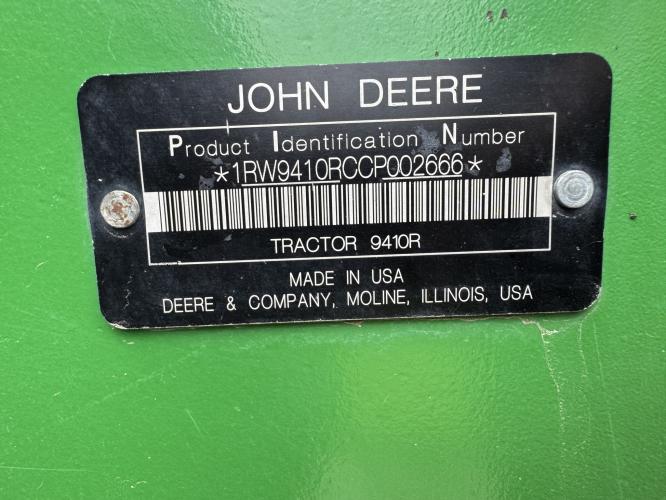 JOHN DEERE
Product Identification Number
*1RW9410RCCP002666*
TRACTOR 9410R
MADE IN USA
DEERE & COMPANY, MOLINE, ILLINOIS, USA